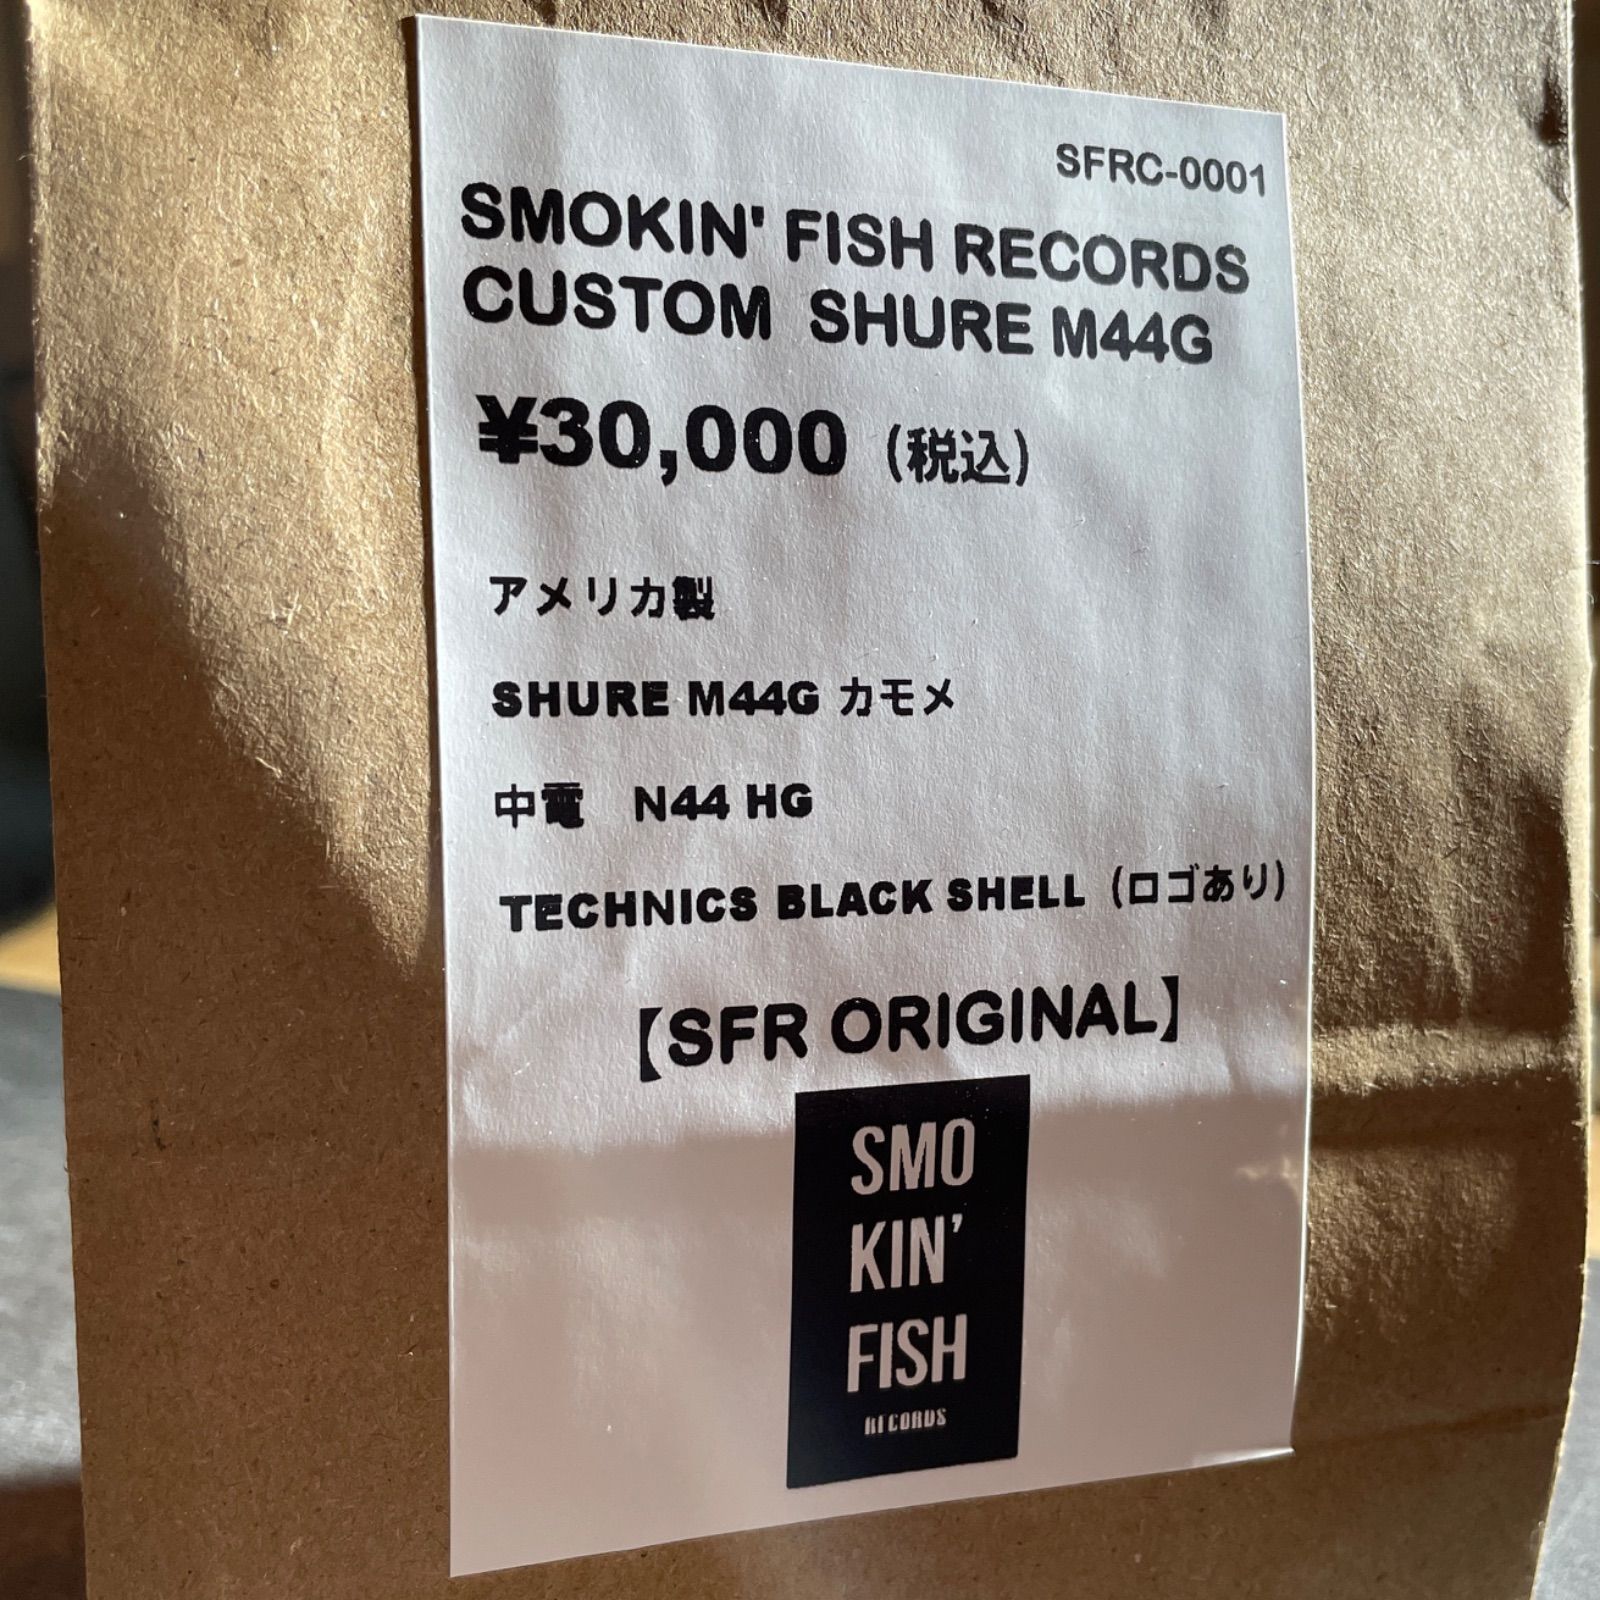 SFRC-0001
SMOKIN' FISH RECORDS
CUSTOM SHURE M44G
¥30,000（税込）
アメリカ製
SHURE M44G カモメ
中電　N44 HG
TECHNICS BLACK SHELL（ロゴあり）
【SFR ORIGINAL】
SMO
KIN'
FISH
RECORDS